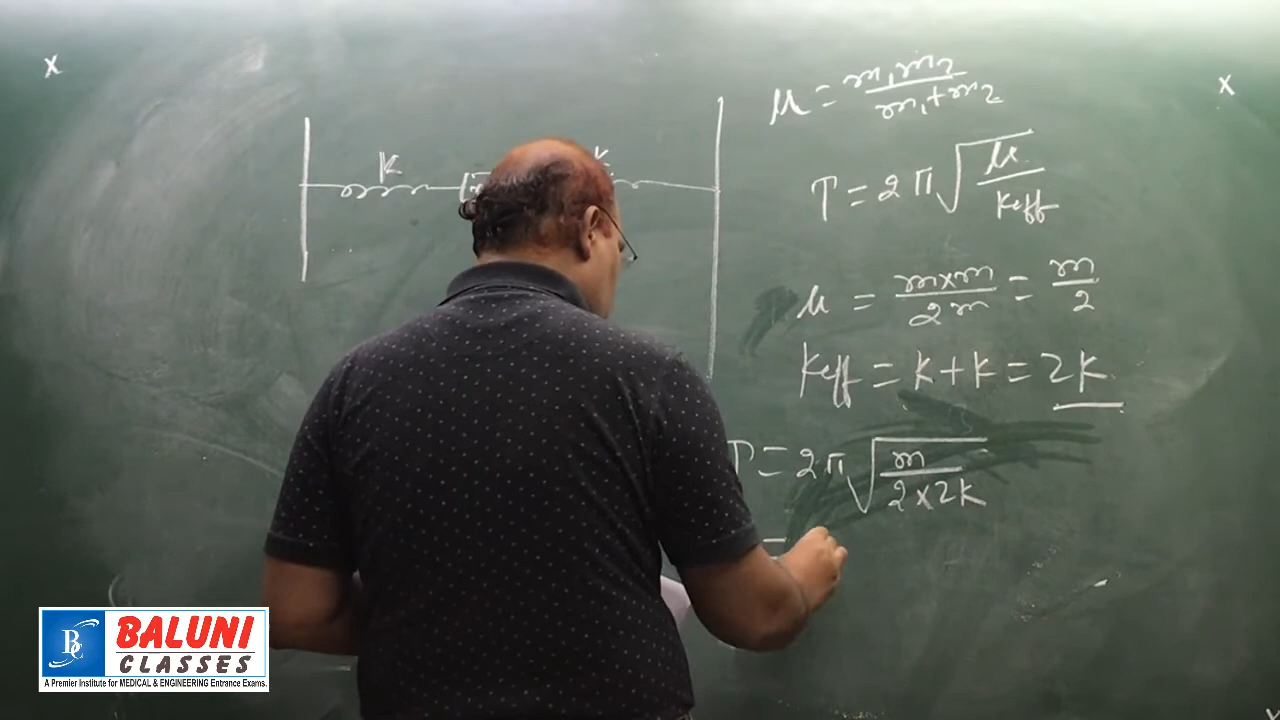 x
x
K
μ = m₁m₂/m₁+m₂
T = 2π√(μ/Keff)
μ = m×m/2m = m/2
Keff = K+K = 2K
T = 2π√(m/2×2K)
=
BC
BALUNI
CLASSES
A Premier Institute for MEDICAL & ENGINEERING Entrance Exams.